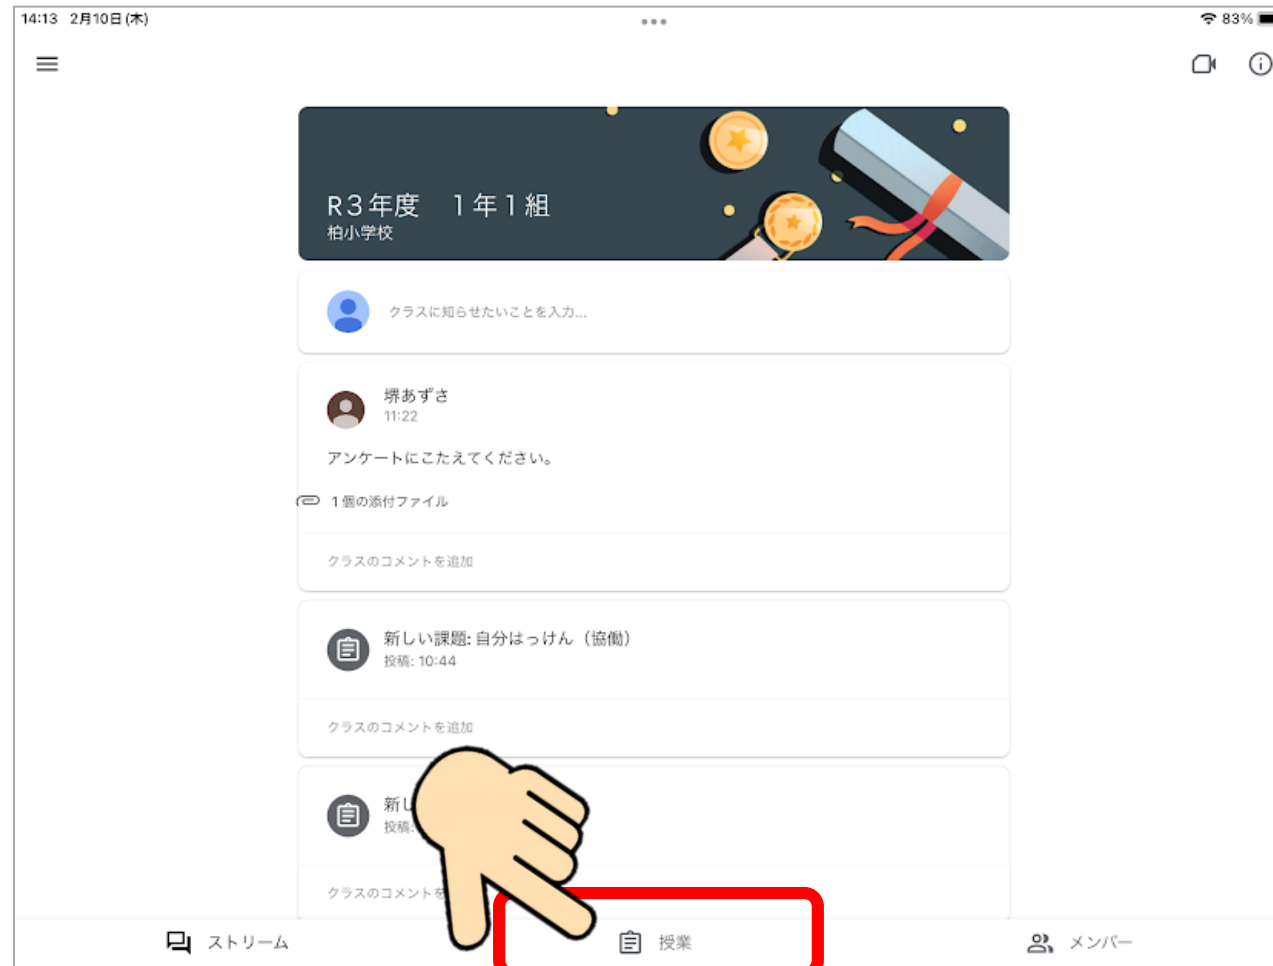 14:13 2月10日(木)
83%
R3年度 1年1組
柏小学校
クラスに知らせたいことを入力...
堺あずさ
11:22
アンケートにこたえてください。
1個の添付ファイル
クラスのコメントを追加
新しい課題: 自分はっけん（協働）
投稿: 10:44
クラスのコメントを追加
新し
投稿:
クラスのコメントを
ストリーム
授業
メンバー